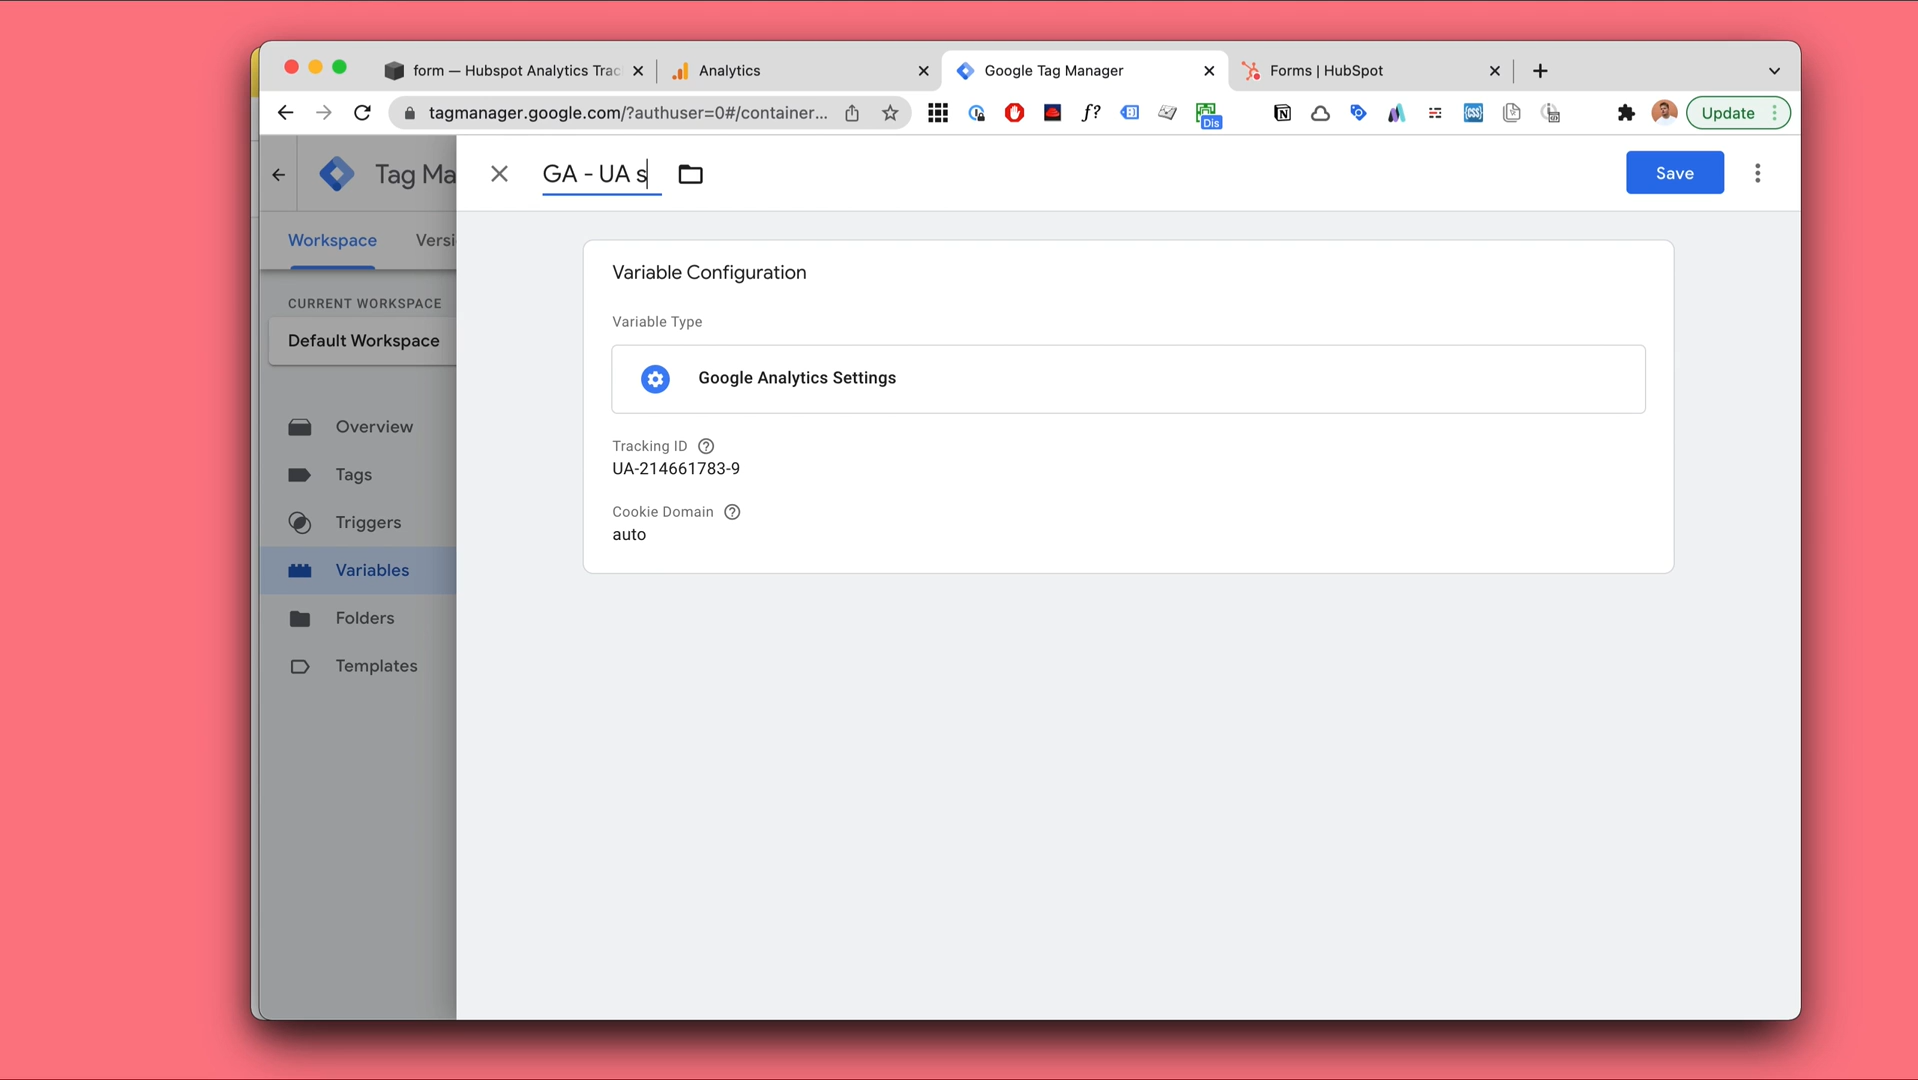 form — Hubspot Analytics Trac
Analytics
Google Tag Manager
Forms | HubSpot
tagmanager.google.com/?authuser=0#/container...
f?
Dis
CSS
Update
Tag Ma
GA - UA s
Save
Workspace
Versi
CURRENT WORKSPACE
Default Workspace
Overview
Tags
Triggers
Variables
Folders
Templates
Variable Configuration
Variable Type
Google Analytics Settings
Tracking ID
UA-214661783-9
Cookie Domain
auto